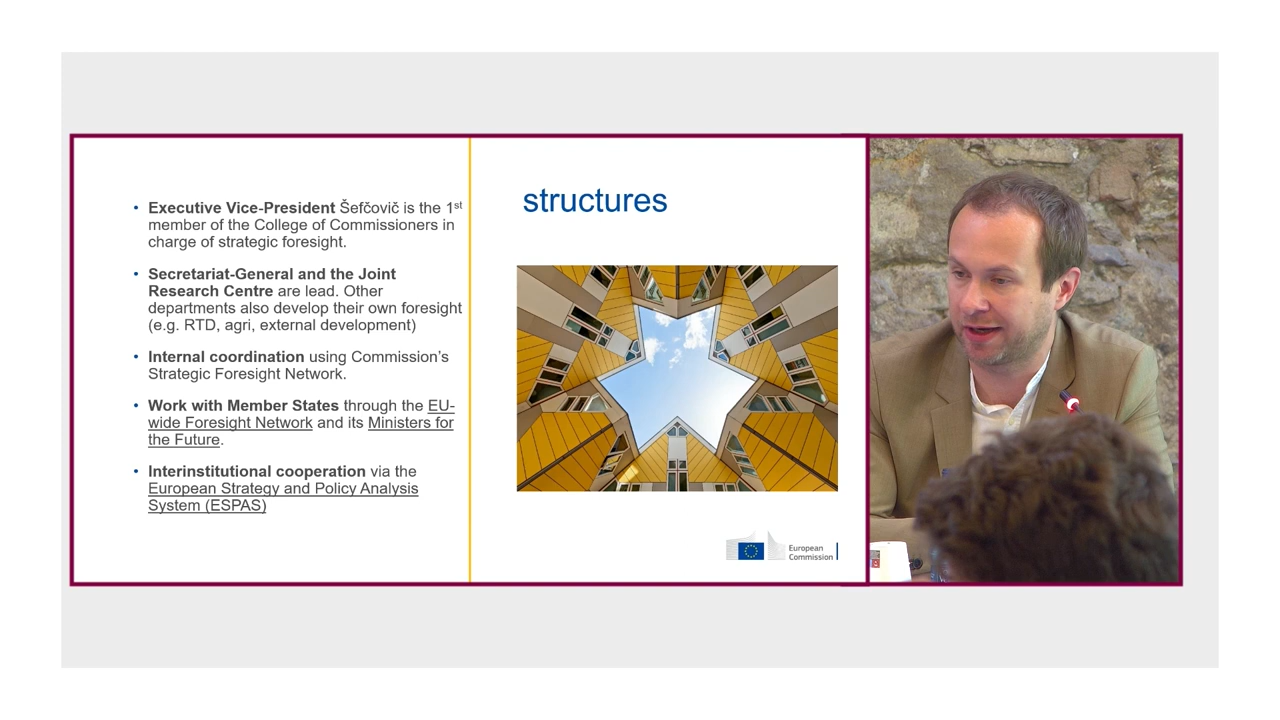 • Executive Vice-President Šefčovič is the 1st
member of the College of Commissioners in
charge of strategic foresight.
• Secretariat-General and the Joint
Research Centre are lead. Other
departments also develop their own foresight
(e.g. RTD, agri, external development)
• Internal coordination using Commission’s
Strategic Foresight Network.
• Work with Member States through the EU-
wide Foresight Network and its Ministers for
the Future.
• Interinstitutional cooperation via the
European Strategy and Policy Analysis
System (ESPAS)
structures
European
Commission